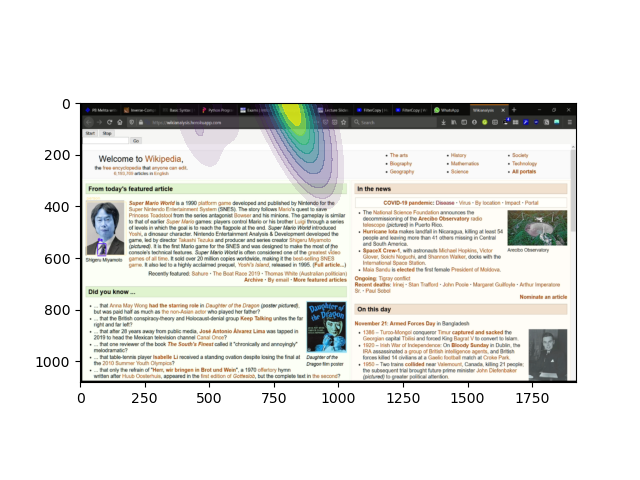 WhatsApp
Wikianalysis
Search
Start Stop
Go
Welcome to Wikipedia,
the free encyclopedia that anyone can edit.
articles in English
The arts
Biography
Geography
History
Mathematics
Science
Society
Technology
All portals
From today's featured article
Super Mario World is a 1990 platform game developed and published by Nintendo for the
Super Nintendo Entertainment System (SNES). The story follows Mario's quest to save
Princess Toadstool from the series antagonist Bowser and his minions. The gameplay is similar
to that of earlier Super Mario games: players control Mario or his brother Luigi through a series
of levels in which the goal is to reach the flagpole at the end. Super Mario World introduced
Yoshi, a dinosaur character. Nintendo Entertainment Analysis & Development developed the
game, led by director Takashi Tezuka and producer and series creator Shigeru Miyamoto
(pictured). It is the first Mario game for the SNES and was designed to make the most of the
console's technical features. Super Mario World is often considered one of the greatest video
games of all time. It sold over 20 million copies worldwide, making it the best-selling SNES
game. It also led to a highly acclaimed prequel, Yoshi's Island, released in 1995. (Full article...)
Shigeru Miyamoto
Recently featured: Sahure · The Boat Race 2019 · Thomas White (Australian politician)
Archive · By email · More featured articles
Did you know ...
... that Anna May Wong had the starring role in Daughter of the Dragon (poster pictured),
but was paid half as much as the non-Asian actor who played her father?
... that the British conspiracy-theory and Holocaust-denial group Keep Talking unites the far
right and far left?
... that after 28 years away from public media, José Antonio Álvarez Lima was tapped in
2019 to head the Mexican television channel Canal Once?
... that one reviewer of the book The South's Finest called it "chronically and annoyingly"
melodramatic?
... that table-tennis player Isabelle Li received a standing ovation despite losing the final at
the 2010 Summer Youth Olympics?
... that only the refrain of "Herr, wir bringen in Brot und Wein", a 1970 offertory hymn
written after Huub Oosterhuis, appeared in the first edition of Gotteslob, but the complete text in the second?
Daughter of the Dragon
Daughter of the
Dragon film poster
In the news
COVID-19 pandemic: Disease · Virus · By location · Impact · Portal
The National Science Foundation announces the
decommissioning of the Arecibo Observatory radio
telescope (pictured) in Puerto Rico.
Hurricane Iota makes landfall in Nicaragua, killing at least 54
people and leaving more than 41 others missing in Central
and South America.
SpaceX Crew-1, with astronauts Michael Hopkins, Victor
Glover, Soichi Noguchi, and Shannon Walker, docks with the
International Space Station.
Maia Sandu is elected the first female President of Moldova.
Arecibo Observatory
Ongoing: Tigray conflict
Recent deaths: Irinej · Stan Trafford · John Poole · Margaret Guilfoyle · Arthur Imperatore
Sr. · Paul Sobol
Nominate an article
On this day
November 21: Armed Forces Day in Bangladesh
1386 – Turco-Mongol conqueror Timur captured and sacked the
Georgian capital Tbilisi and forced King Bagrat V to convert to Islam.
1920 – Irish War of Independence: On Bloody Sunday in Dublin, the
IRA assassinated a group of British intelligence agents, and British
forces killed 14 civilians at a Gaelic football match at Croke Park.
1950 – Two trains collided near Valemount, Canada, killing 21 people;
the subsequent trial brought future prime minister John Diefenbaker
(pictured) to greater political attention.
0
200
400
600
800
1000
0 250 500 750 1000 1250 1500 1750